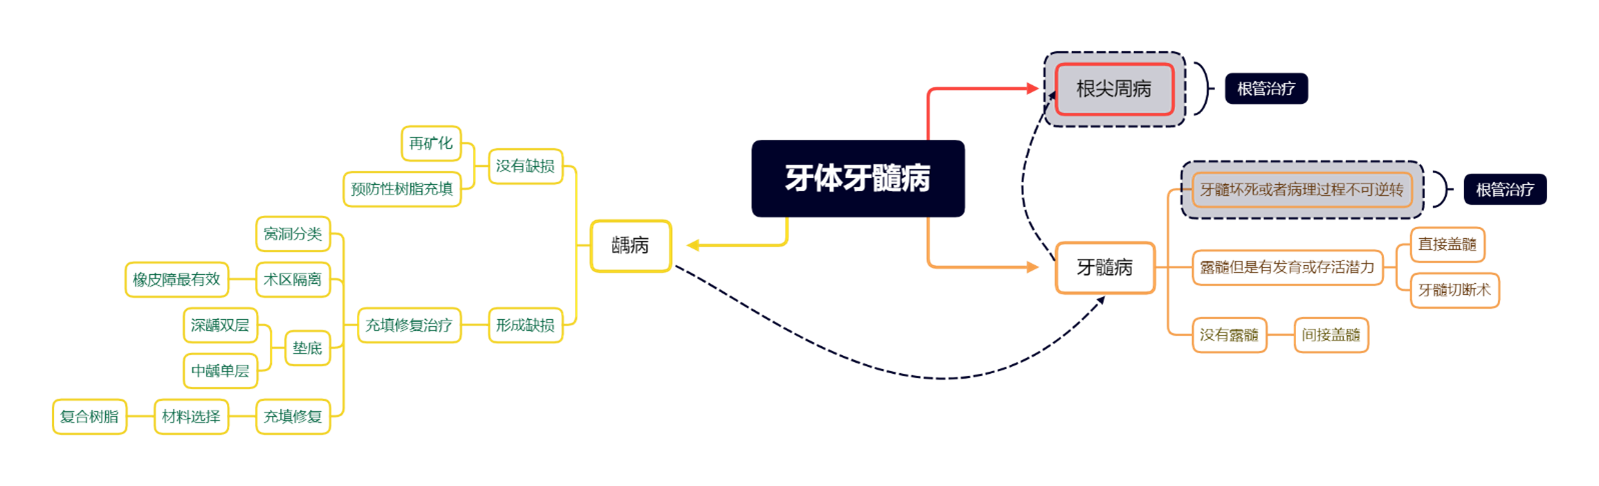 牙体牙髓病
根尖周病
根管治疗
牙髓病
牙髓坏死或者病理过程不可逆转
根管治疗
露髓但是有发育或存活潜力
直接盖髓
牙髓切断术
没有露髓
间接盖髓
龋病
没有缺损
再矿化
预防性树脂充填
形成缺损
充填修复治疗
窝洞分类
术区隔离
橡皮障最有效
垫底
深龋双层
中龋单层
充填修复
材料选择
复合树脂